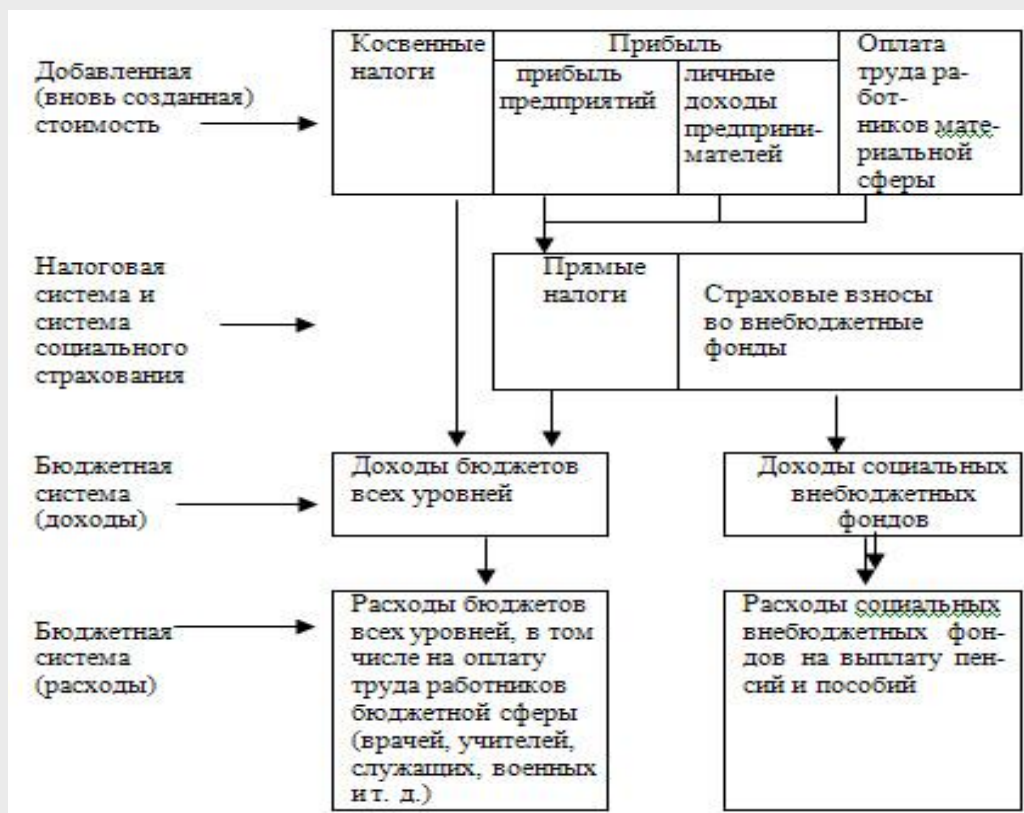 Добавленная
(вновь созданная)
стоимость
Косвенные
налоги
Прибыль
прибыль
предприятий
личные
доходы
предприни-
мателей
Оплата
труда ра-
бот-
ников мате-
риальной
сферы
Налоговая
система и
система
социального
страхования
Прямые
налоги
Страховые взносы
во внебюджетные
фонды
Бюджетная
система
(доходы)
Доходы бюджетов
всех уровней
Доходы социальных
внебюджетных
фондов
Бюджетная
система
(расходы)
Расходы бюджетов
всех уровней, в том
числе на оплату
труда работников
бюджетной сферы
(врачей, учителей,
служащих, военных
и т. д.)
Расходы социальных
внебюджетных фон-
дов на выплату пен-
сий и пособий